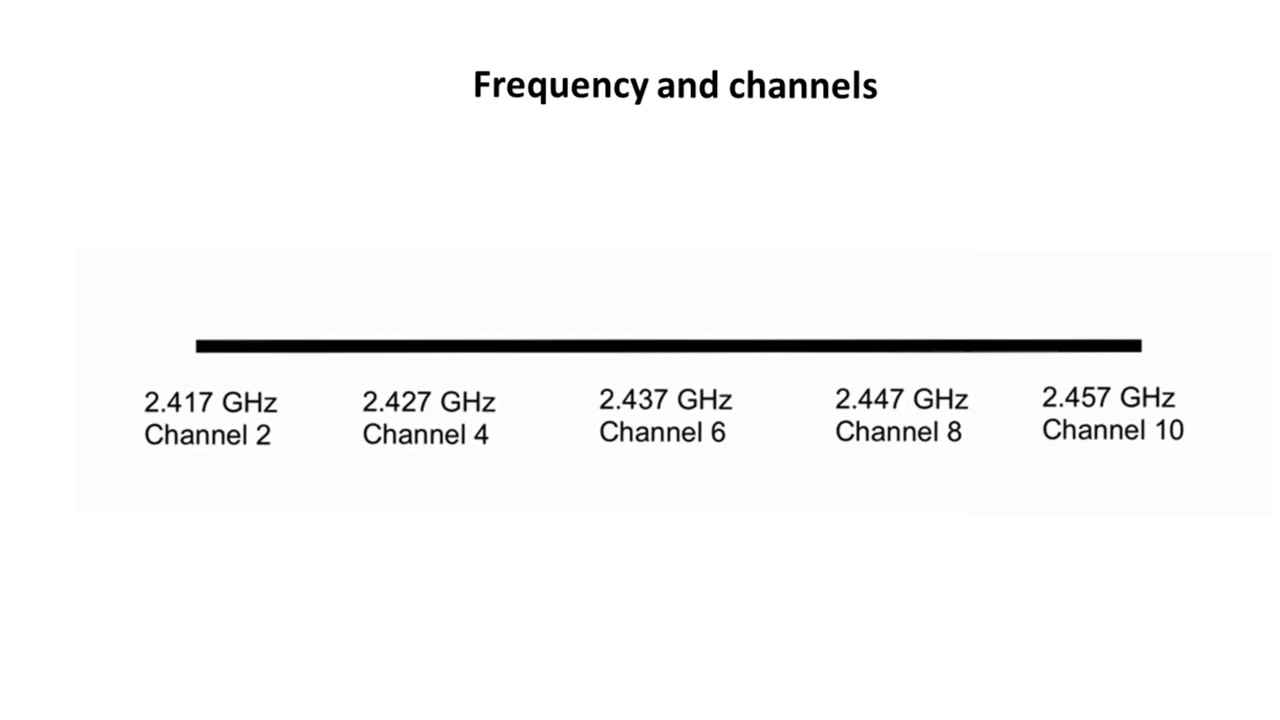 Frequency and channels
2.417 GHz
Channel 2
2.427 GHz
Channel 4
2.437 GHz
Channel 6
2.447 GHz
Channel 8
2.457 GHz
Channel 10